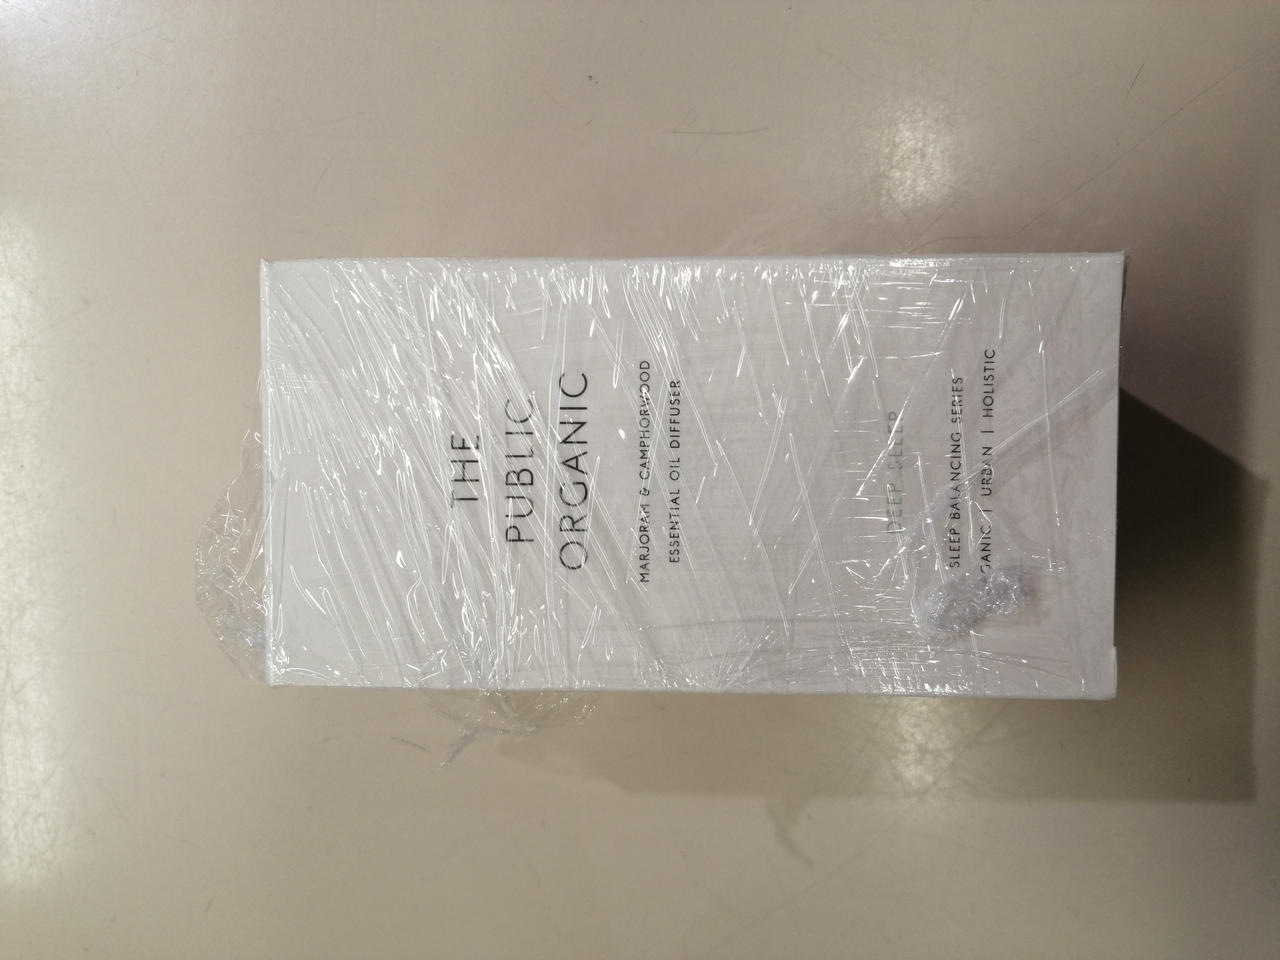 THE
PUBLIC
ORGANIC
MARJORAM & CAMPHORWOOD
ESSENTIAL OIL DIFFUSER
DEEP SLEEP
SLEEP BALANCING SERIES
| URBAN | HOLISTIC